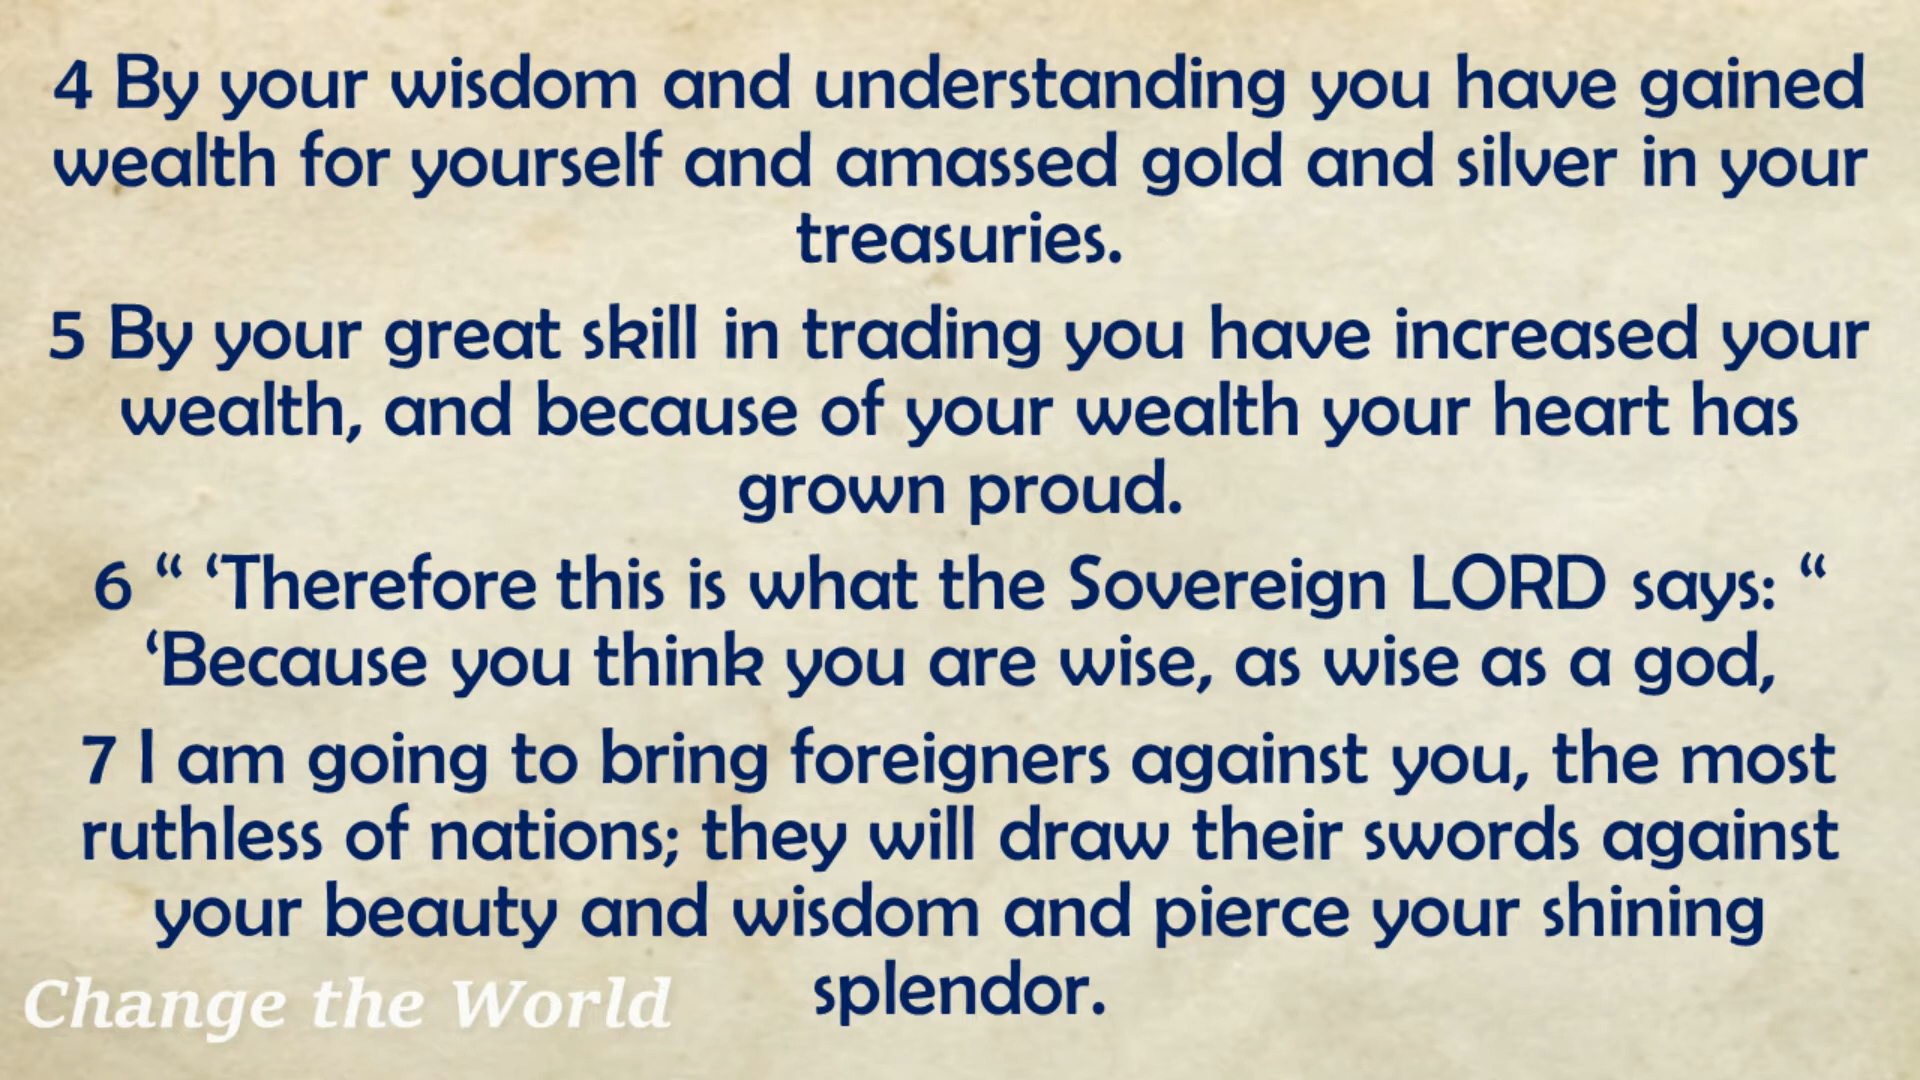 4 By your wisdom and understanding you have gained
wealth for yourself and amassed gold and silver in your
treasuries.
5 By your great skill in trading you have increased your
wealth, and because of your wealth your heart has
grown proud.
6 “ ‘Therefore this is what the Sovereign LORD says: “
‘Because you think you are wise, as wise as a god,
7 I am going to bring foreigners against you, the most
ruthless of nations; they will draw their swords against
your beauty and wisdom and pierce your shining
splendor.
Change the World